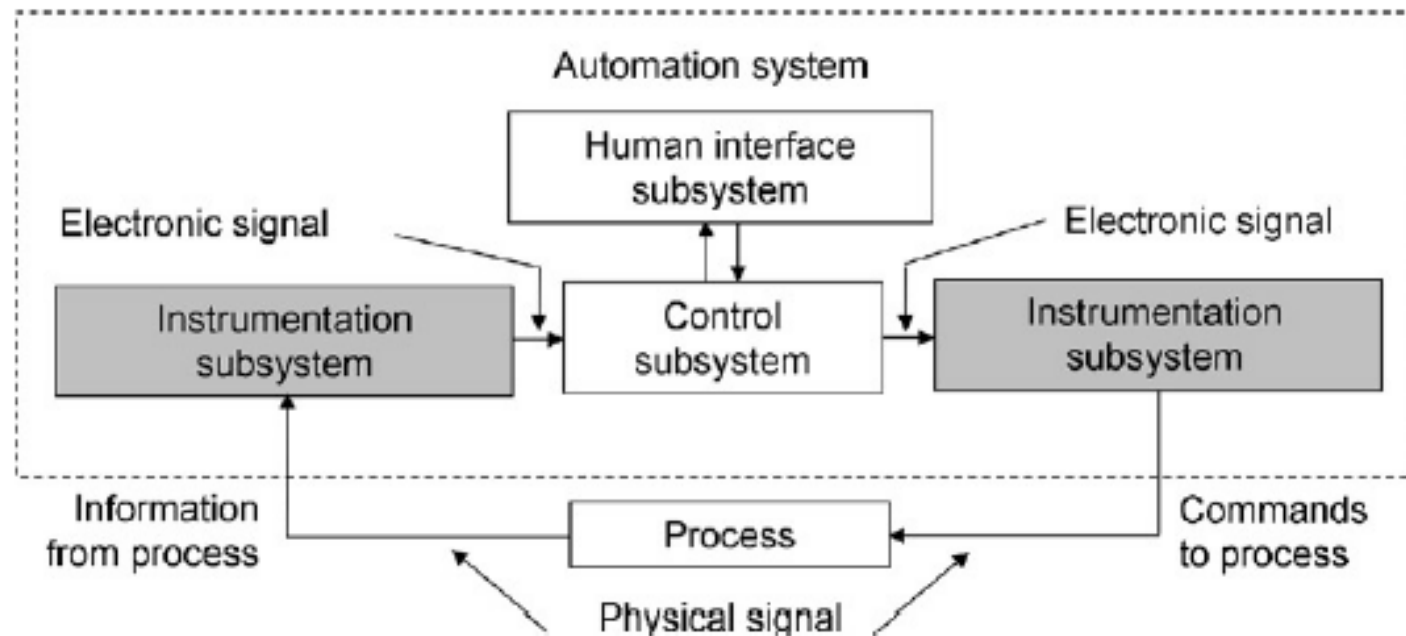 Automation system
Human interface
subsystem
Electronic signal
Electronic signal
Instrumentation
subsystem
Control
subsystem
Instrumentation
subsystem
Information
from process
Process
Commands
to process
Physical signal